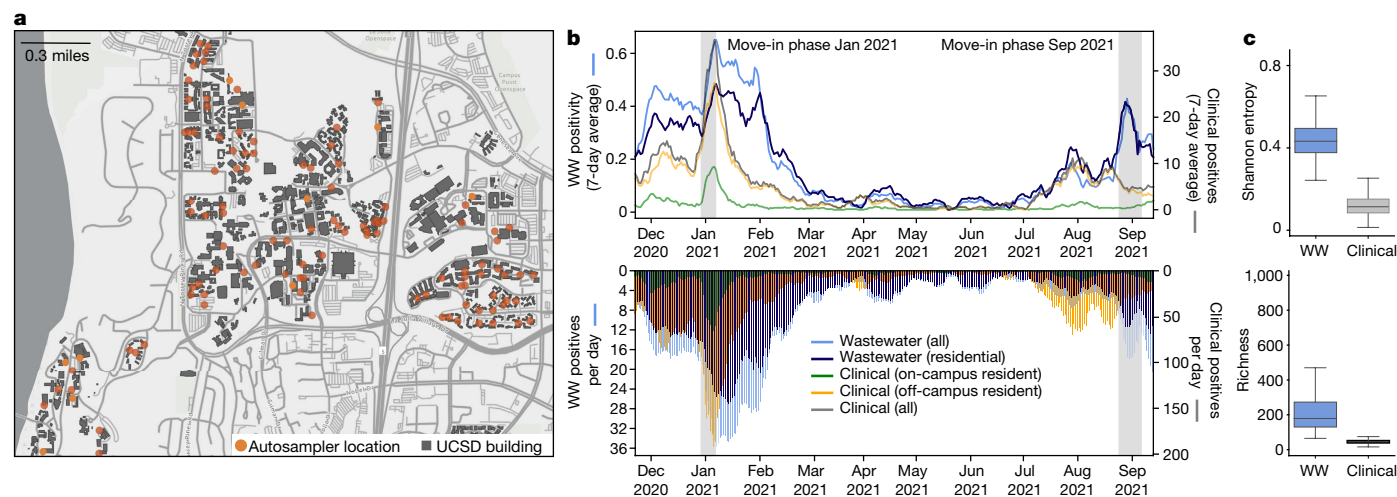 a
0.3 miles
Campus
Point
Openspace
Autosampler location
UCSD building
b
WW positivity
(7-day average)
0.6
0.4
0.2
0
Move-in phase Jan 2021
Move-in phase Sep 2021
30
20
10
0
Clinical positives
(7-day average)
Dec Jan Feb Mar Apr May Jun Jul Aug Sep
2020 2021 2021 2021 2021 2021 2021 2021 2021 2021
WW positives
per day
0
4
8
12
16
20
24
28
32
36
Wastewater (all)
Wastewater (residential)
Clinical (on-campus resident)
Clinical (off-campus resident)
Clinical (all)
0
50
100
150
200
Clinical positives
per day
Dec Jan Feb Mar Apr May Jun Jul Aug Sep
2020 2021 2021 2021 2021 2021 2021 2021 2021 2021
c
Shannon entropy
0.8
0.4
0
WW Clinical
Richness
1,000
800
600
400
200
0
WW Clinical